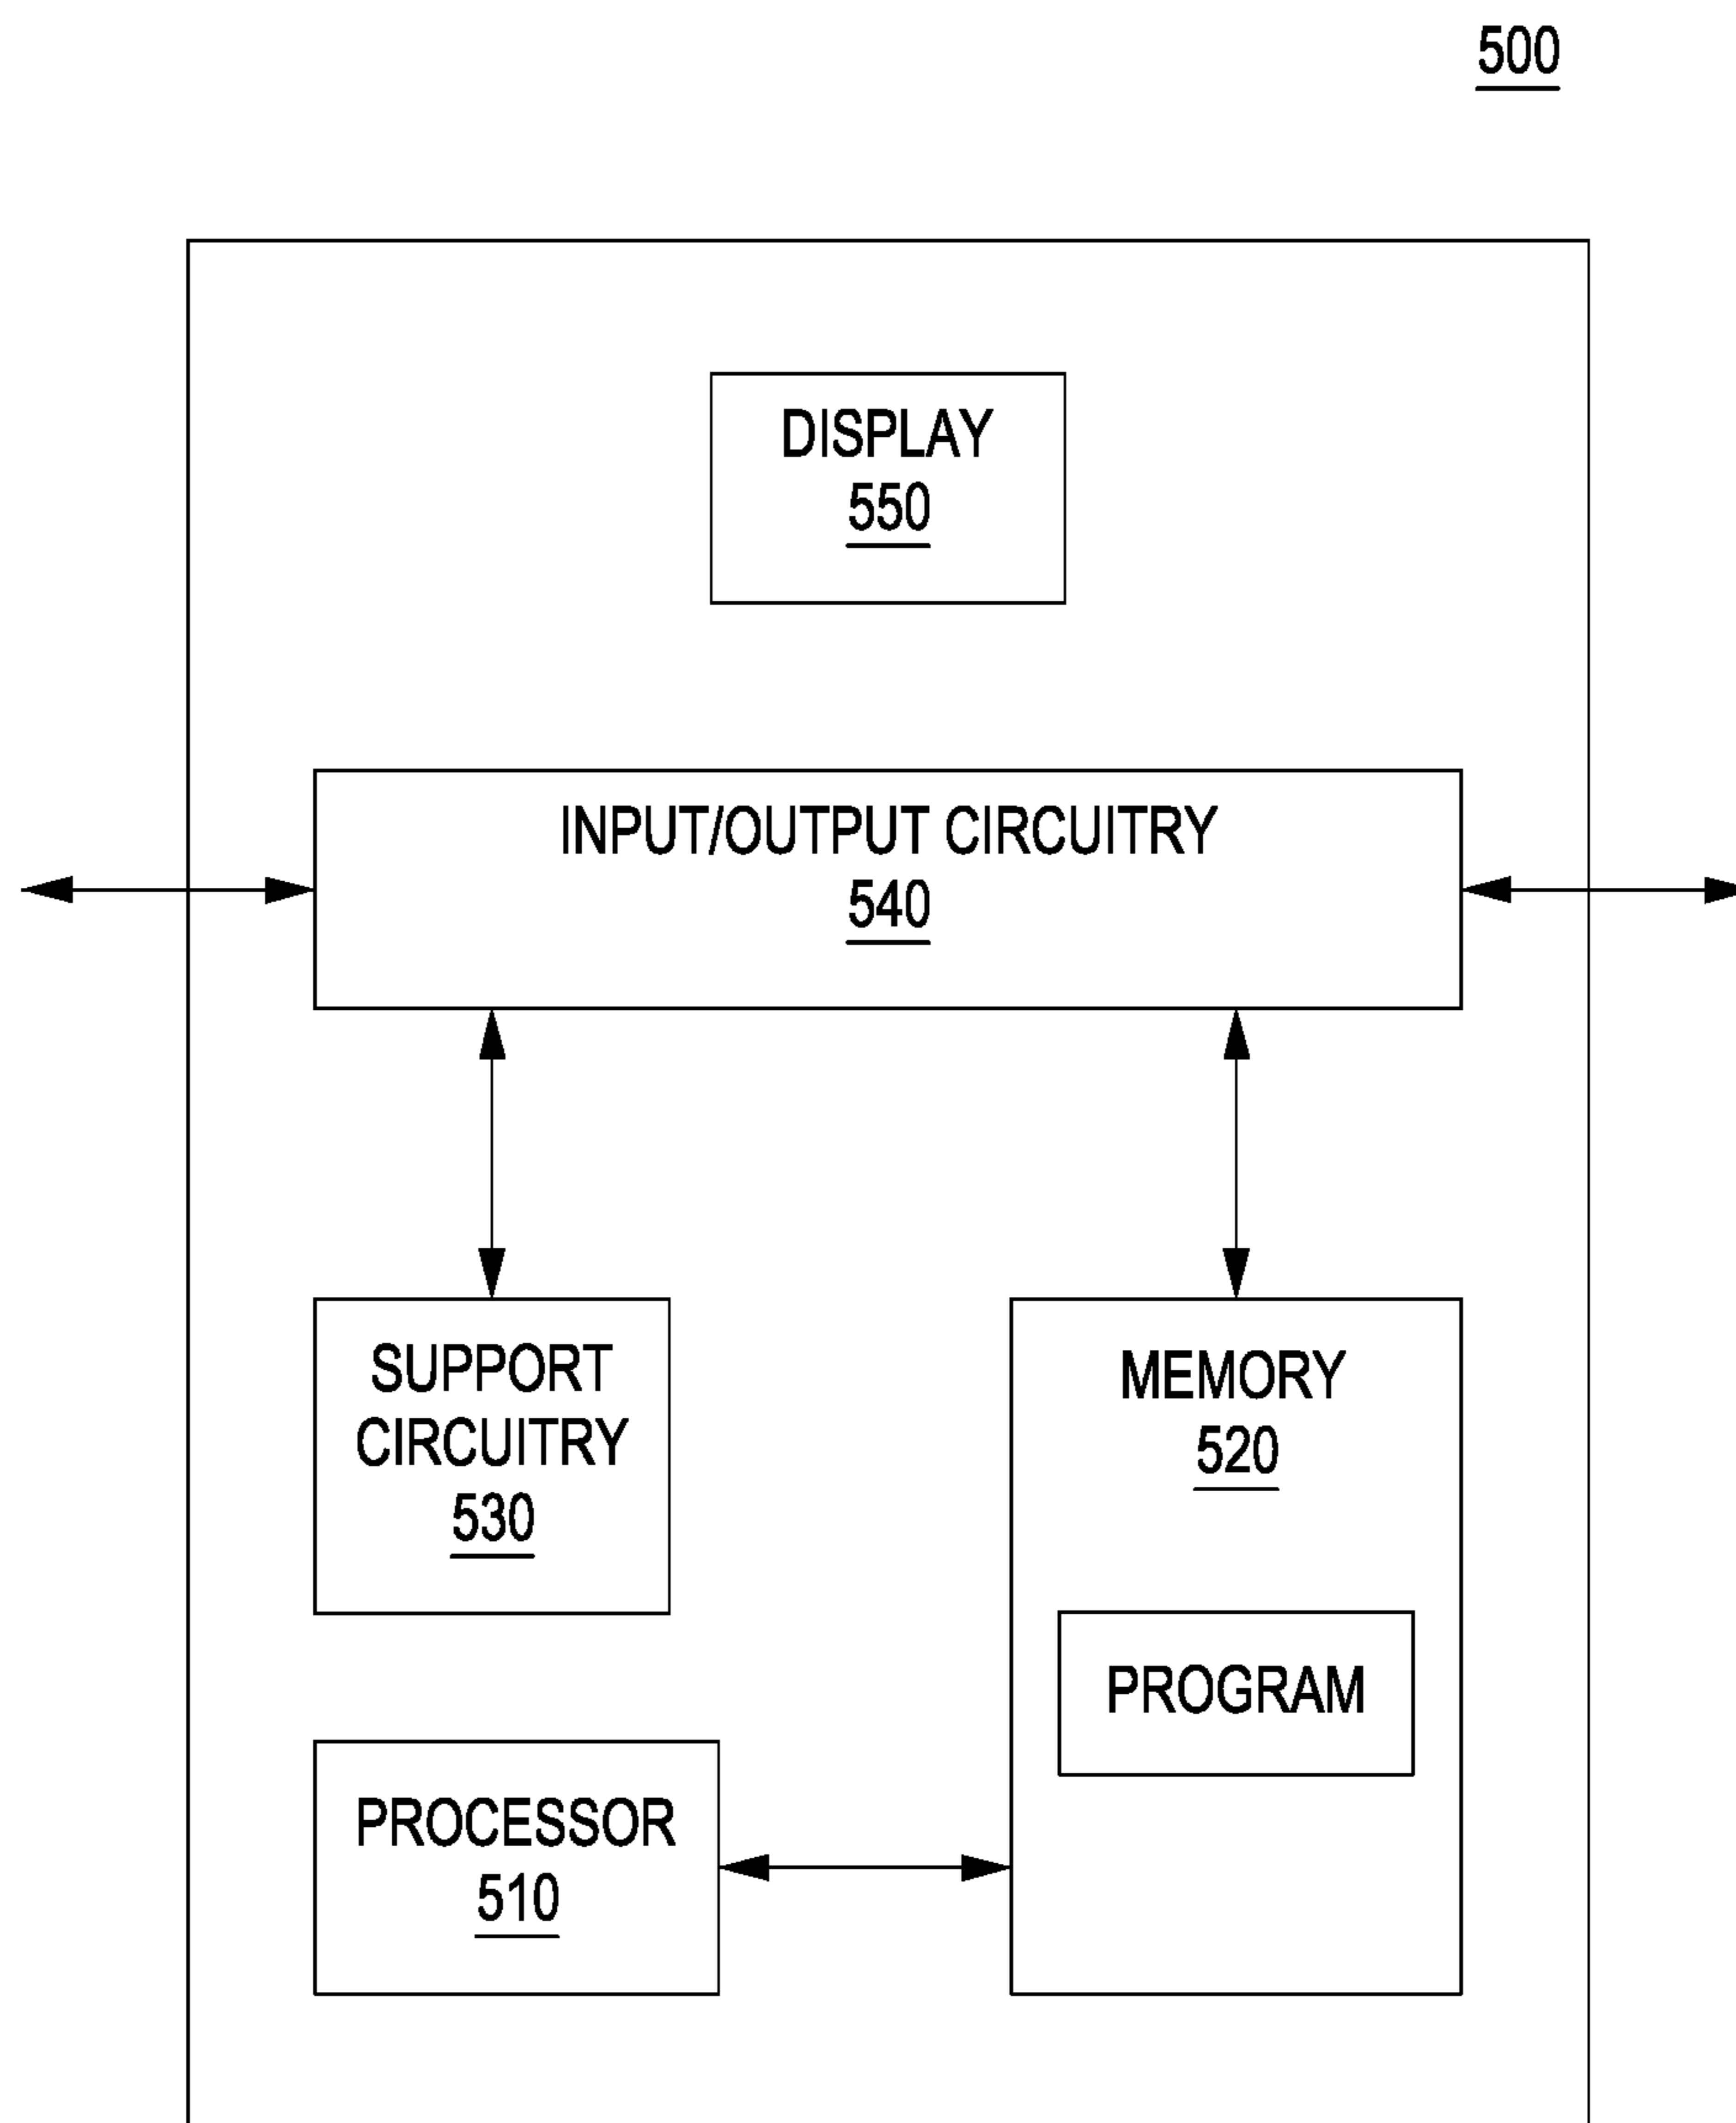 500
DISPLAY
550
INPUT/OUTPUT CIRCUITRY
540
SUPPORT
CIRCUITRY
530
MEMORY
520
PROGRAM
PROCESSOR
510